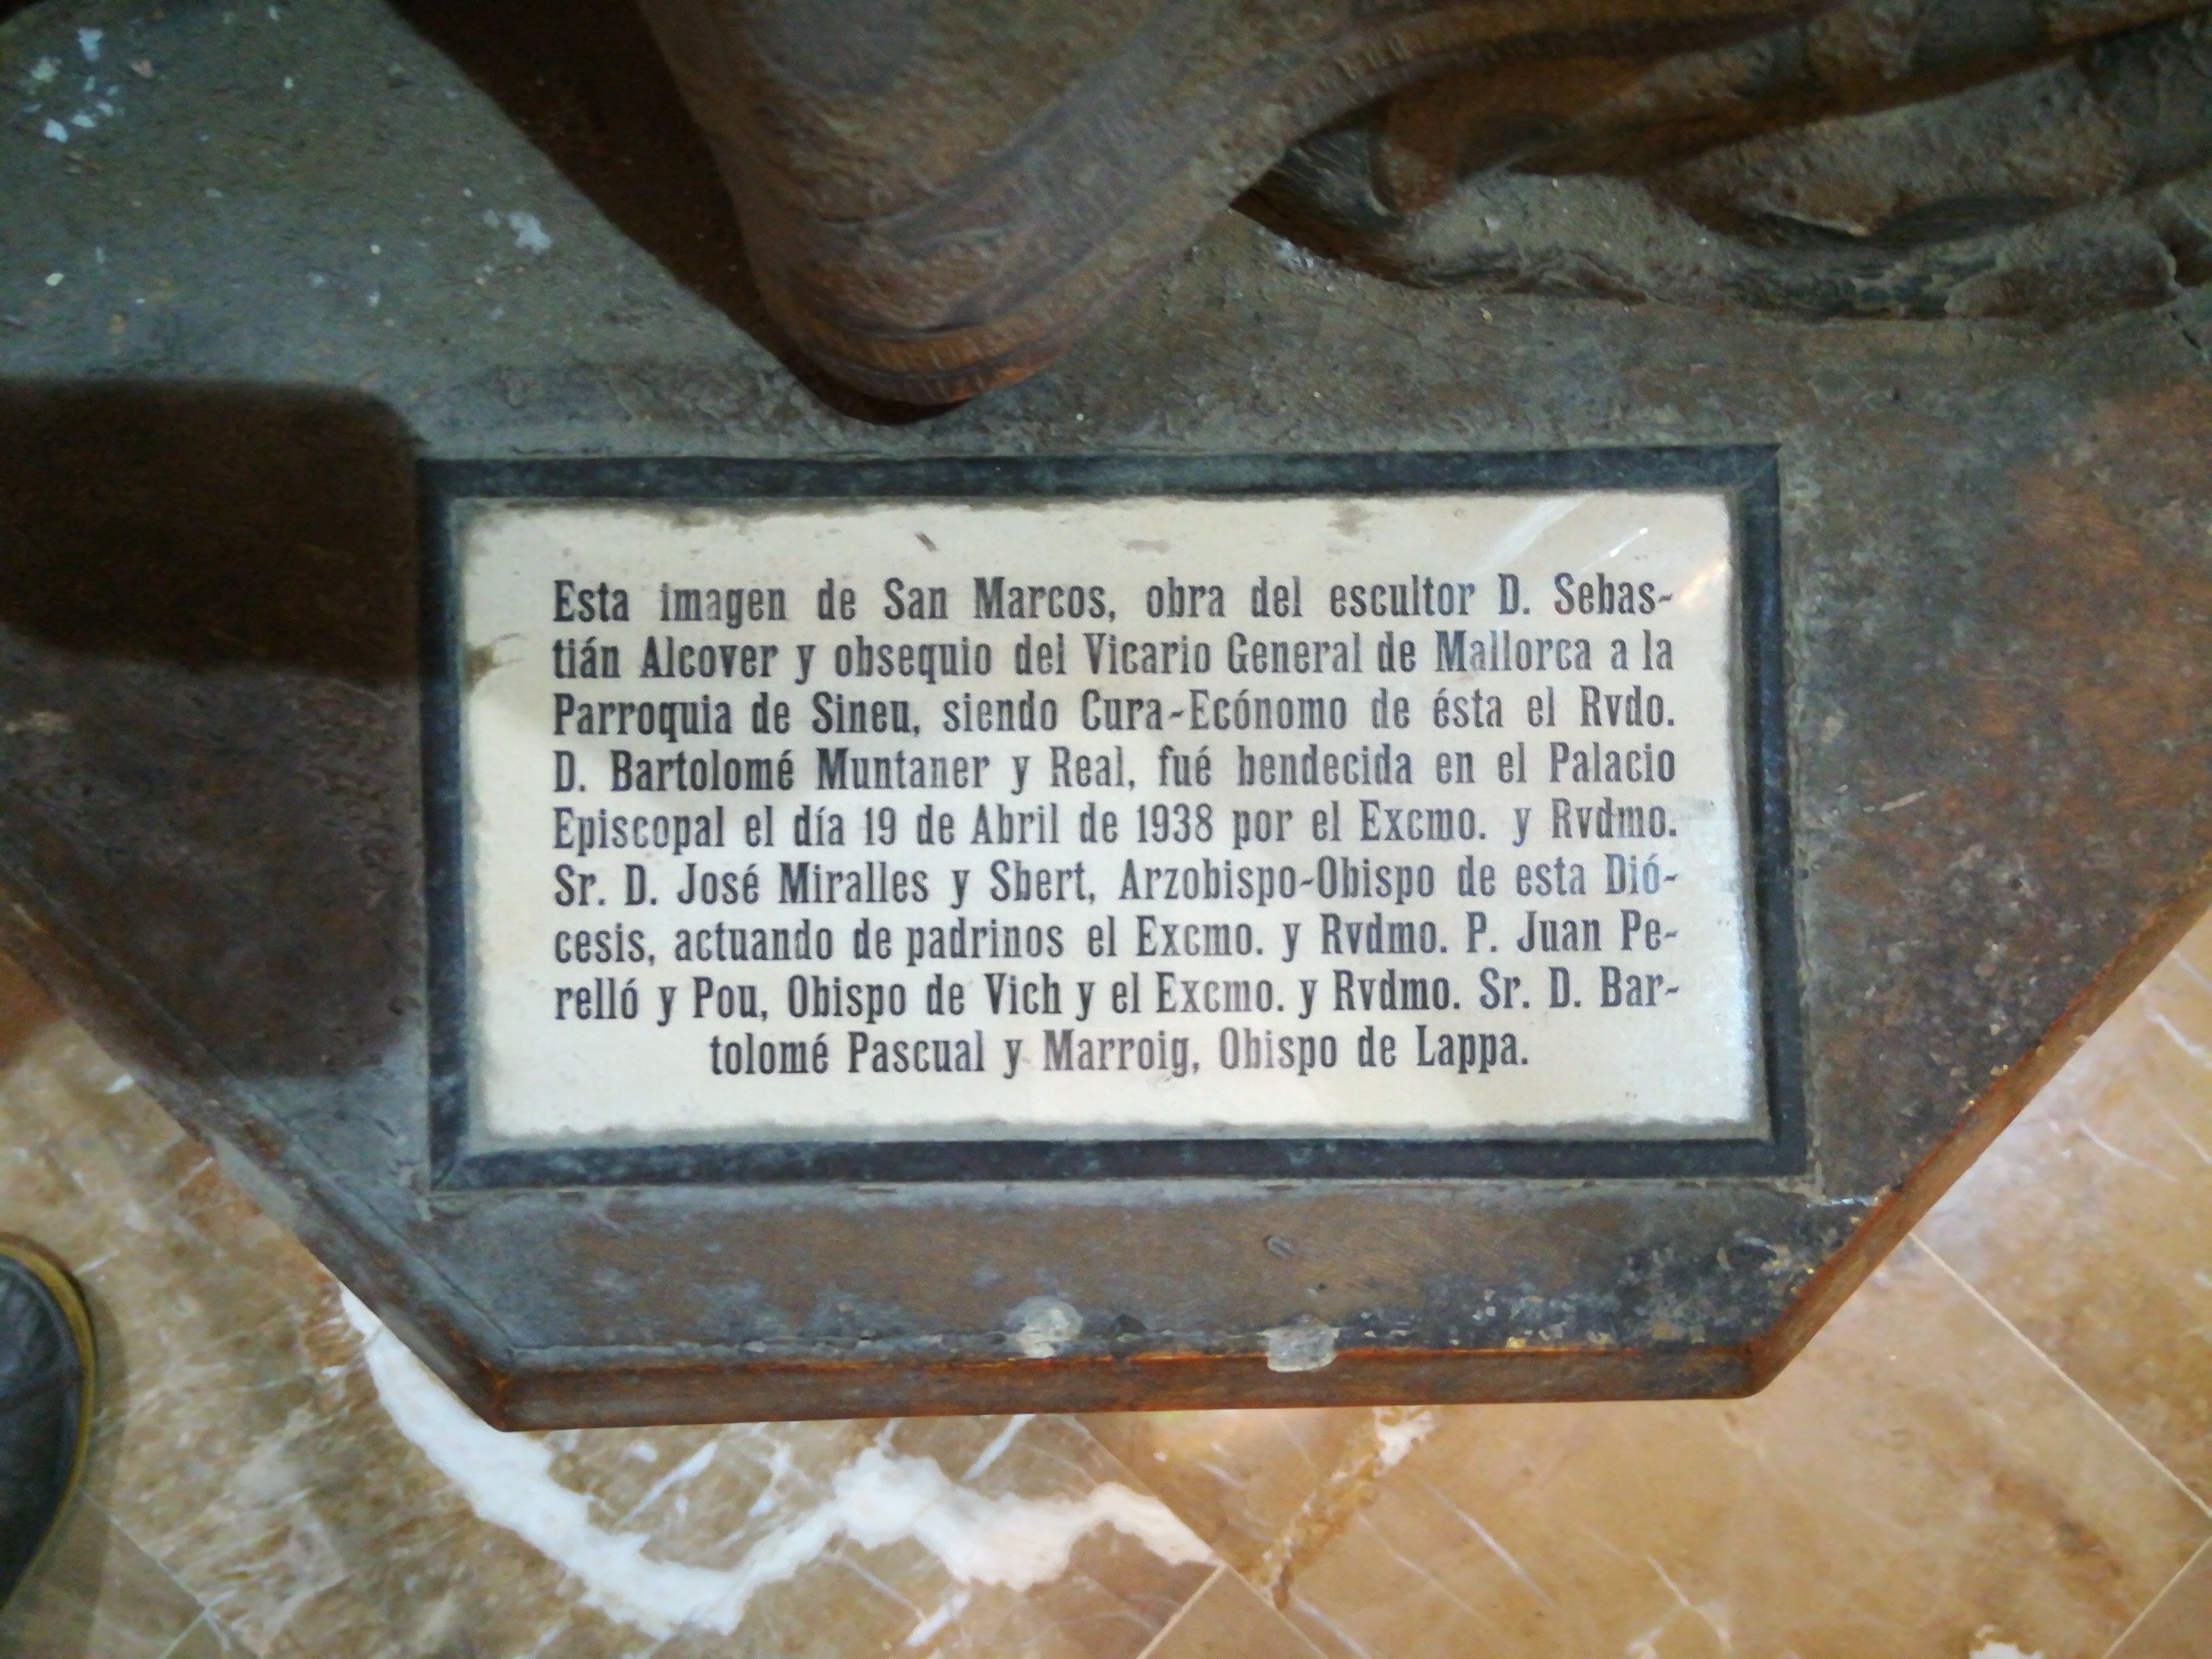 Esta imagen de San Marcos, obra del escultor D. Sebas-
tián Alcover y obsequio del Vicario General de Mallorca a la
Parroquia de Sineu, siendo Cura-Ecónomo de ésta el Rvdo.
D. Bartolomé Muntaner y Real, fué bendecida en el Palacio
Episcopal el día 19 de Abril de 1938 por el Excmo. y Rvdmo.
Sr. D. José Miralles y Sbert, Arzobispo-Obispo de esta Dió-
cesis, actuando de padrinos el Excmo. y Rvdmo. P. Juan Pe-
relló y Pou, Obispo de Vich y el Excmo. y Rvdmo. Sr. D. Bar-
tolomé Pascual y Marroig, Obispo de Lappa.